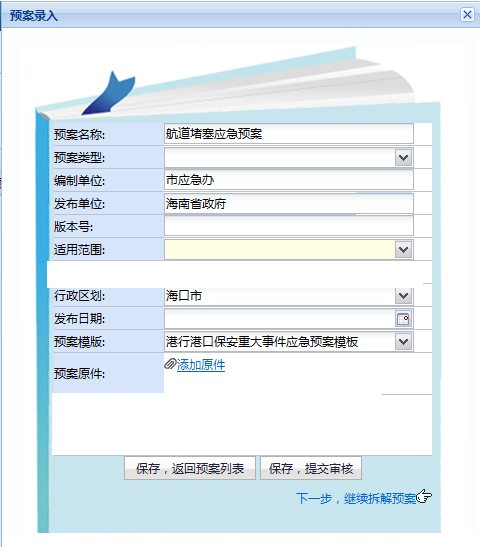 预案录入
预案名称: 航道堵塞应急预案
预案类型:
编制单位: 市应急办
发布单位: 海南省政府
版本号:
适用范围:
行政区划: 海口市
发布日期:
预案模版: 港行港口保安重大事件应急预案模板
预案原件: 添加原件
保存，返回预案列表 保存，提交审核
下一步，继续拆解预案